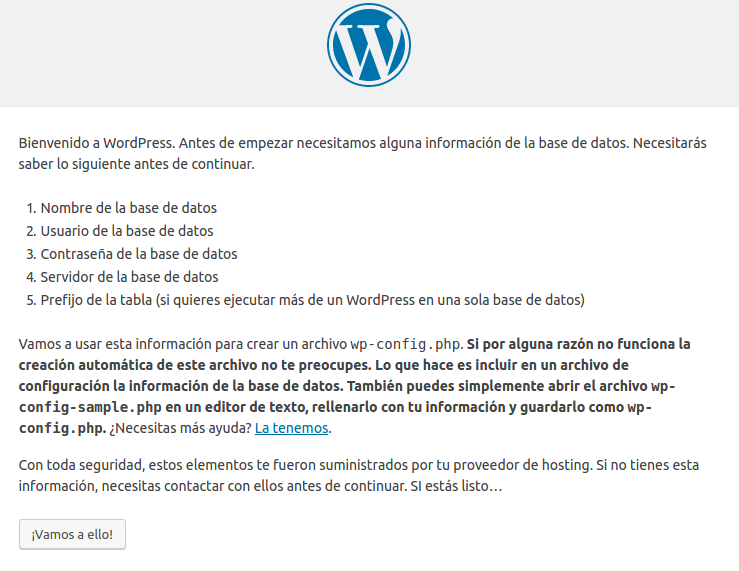 Bienvenido a WordPress. Antes de empezar necesitamos alguna información de la base de datos. Necesitarás
saber lo siguiente antes de continuar.
1. Nombre de la base de datos
2. Usuario de la base de datos
3. Contraseña de la base de datos
4. Servidor de la base de datos
5. Prefijo de la tabla (si quieres ejecutar más de un WordPress en una sola base de datos)
Vamos a usar esta información para crear un archivo wp-config.php. Si por alguna razón no funciona la
creación automática de este archivo no te preocupes. Lo que hace es incluir en un archivo de
configuración la información de la base de datos. También puedes simplemente abrir el archivo wp-
config-sample.php en un editor de texto, rellenarlo con tu información y guardarlo como wp-
config.php. ¿Necesitas más ayuda? La tenemos.
Con toda seguridad, estos elementos te fueron suministrados por tu proveedor de hosting. Si no tienes esta
información, necesitas contactar con ellos antes de continuar. SI estás listo…
¡Vamos a ello!